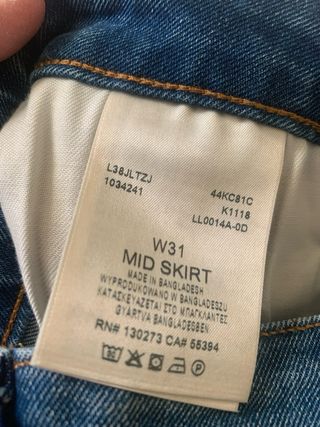 L38JLTZJ
1034241
44KC81C
K1118
LL0014A-0D
W31
MID SKIRT
MADE IN BANGLADESH
WYPRODUKOWANO W BANGLADESZU
ΚΑΤΑΣΚΕΥΑΖΕΤΑΙ ΣΤΟ ΜΠΑΓΚΛΑΝΤΕΣ
GYÁRTVA BANGLADESBEN
RN# 130273 CA# 55394